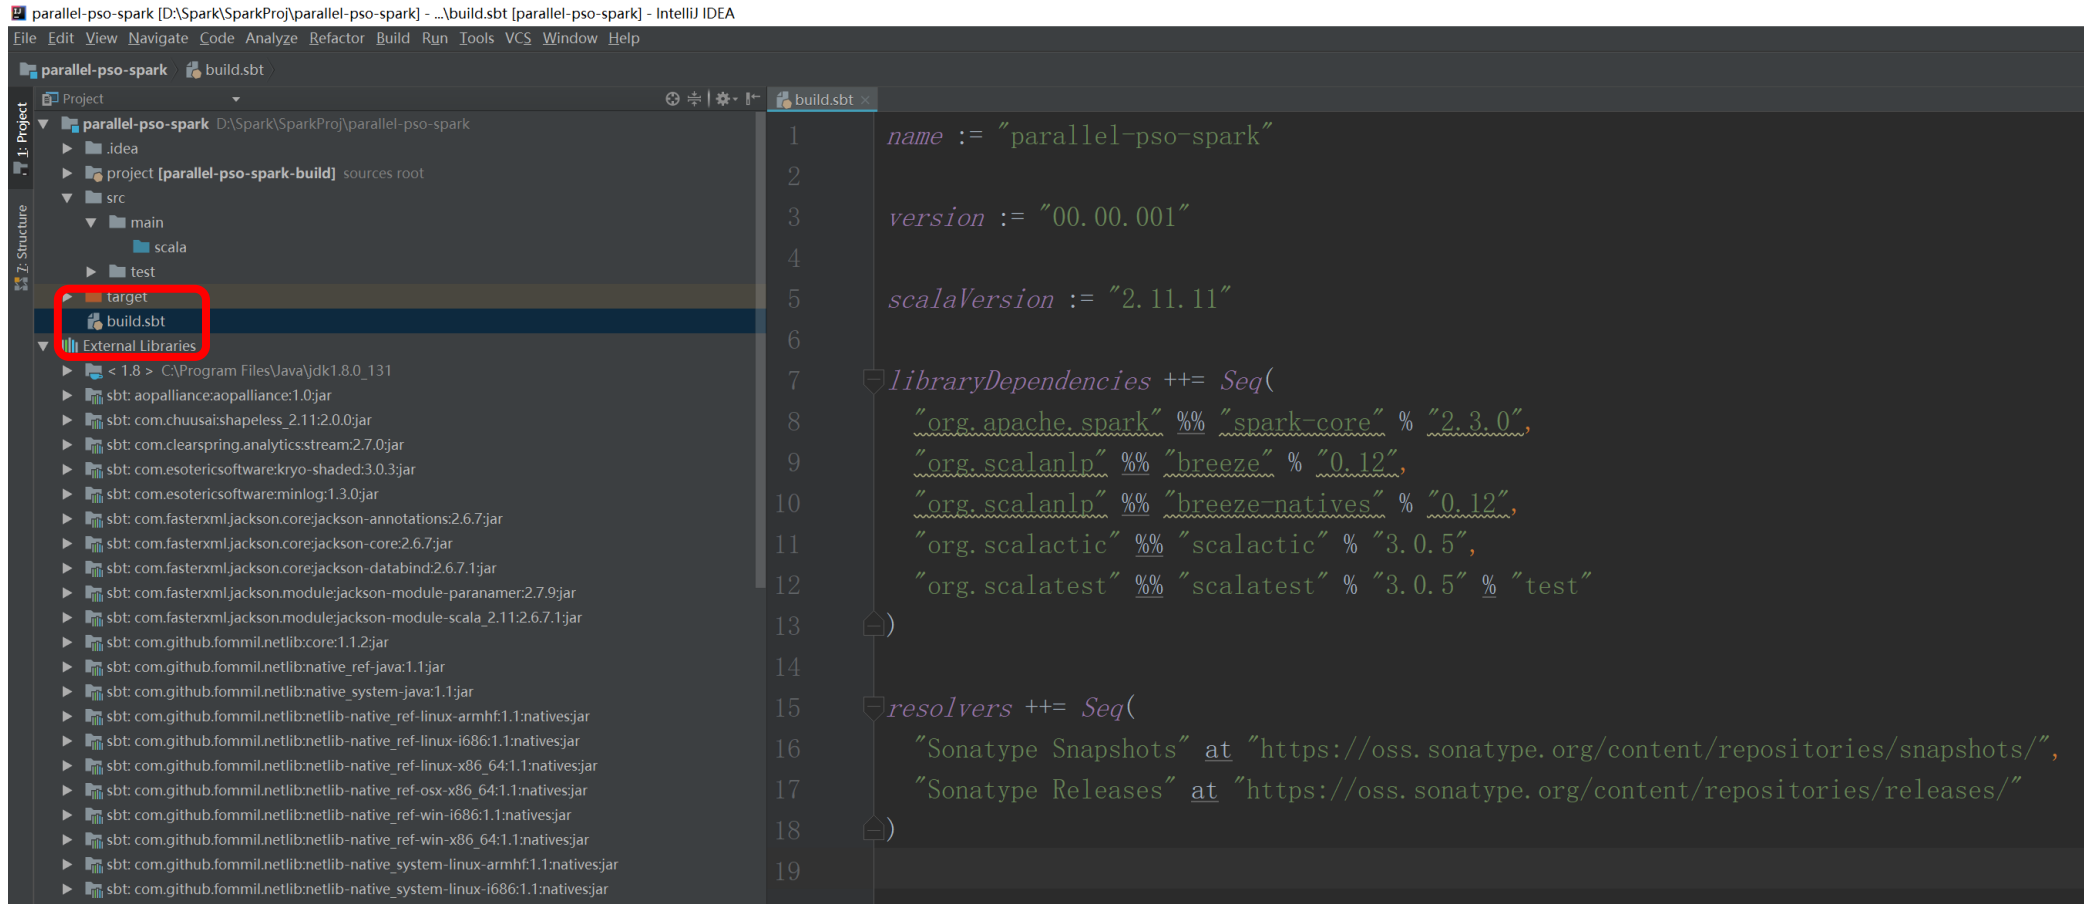 parallel-pso-spark [D:\Spark\SparkProj\parallel-pso-spark] - ...\build.sbt [parallel-pso-spark] - IntelliJ IDEA
File Edit View Navigate Code Analyze Refactor Build Run Tools VCS Window Help
parallel-pso-spark build.sbt
1: Project
7: Structure
Project
parallel-pso-spark D:\Spark\SparkProj\parallel-pso-spark
.idea
project [parallel-pso-spark-build] sources root
src
main
scala
test
target
build.sbt
External Libraries
< 1.8 > C:\Program Files\Java\jdk1.8.0_131
sbt: aopalliance:aopalliance:1.0:jar
sbt: com.chuusai:shapeless_2.11:2.0.0:jar
sbt: com.clearspring.analytics:stream:2.7.0:jar
sbt: com.esotericsoftware:kryo-shaded:3.0.3:jar
sbt: com.esotericsoftware:minlog:1.3.0:jar
sbt: com.fasterxml.jackson.core:jackson-annotations:2.6.7:jar
sbt: com.fasterxml.jackson.core:jackson-core:2.6.7:jar
sbt: com.fasterxml.jackson.core:jackson-databind:2.6.7.1:jar
sbt: com.fasterxml.jackson.module:jackson-module-paranamer:2.7.9:jar
sbt: com.fasterxml.jackson.module:jackson-module-scala_2.11:2.6.7.1:jar
sbt: com.github.fommil.netlib:core:1.1.2:jar
sbt: com.github.fommil.netlib:native_ref-java:1.1:jar
sbt: com.github.fommil.netlib:native_system-java:1.1:jar
sbt: com.github.fommil.netlib:netlib-native_ref-linux-armhf:1.1:natives:jar
sbt: com.github.fommil.netlib:netlib-native_ref-linux-i686:1.1:natives:jar
sbt: com.github.fommil.netlib:netlib-native_ref-linux-x86_64:1.1:natives:jar
sbt: com.github.fommil.netlib:netlib-native_ref-osx-x86_64:1.1:natives:jar
sbt: com.github.fommil.netlib:netlib-native_ref-win-i686:1.1:natives:jar
sbt: com.github.fommil.netlib:netlib-native_ref-win-x86_64:1.1:natives:jar
sbt: com.github.fommil.netlib:netlib-native_system-linux-armhf:1.1:natives:jar
sbt: com.github.fommil.netlib:netlib-native_system-linux-i686:1.1:natives:jar
build.sbt
1 name := "parallel-pso-spark"
2
3 version := "00.00.001"
4
5 scalaVersion := "2.11.11"
6
7 libraryDependencies ++= Seq(
8 "org.apache.spark" %% "spark-core" % "2.3.0",
9 "org.scalanlp" %% "breeze" % "0.12",
10 "org.scalanlp" %% "breeze-natives" % "0.12",
11 "org.scalactic" %% "scalactic" % "3.0.5",
12 "org.scalatest" %% "scalatest" % "3.0.5" % "test"
13 )
14
15 resolvers ++= Seq(
16 "Sonatype Snapshots" at "https://oss.sonatype.org/content/repositories/snapshots/",
17 "Sonatype Releases" at "https://oss.sonatype.org/content/repositories/releases/"
18 )
19